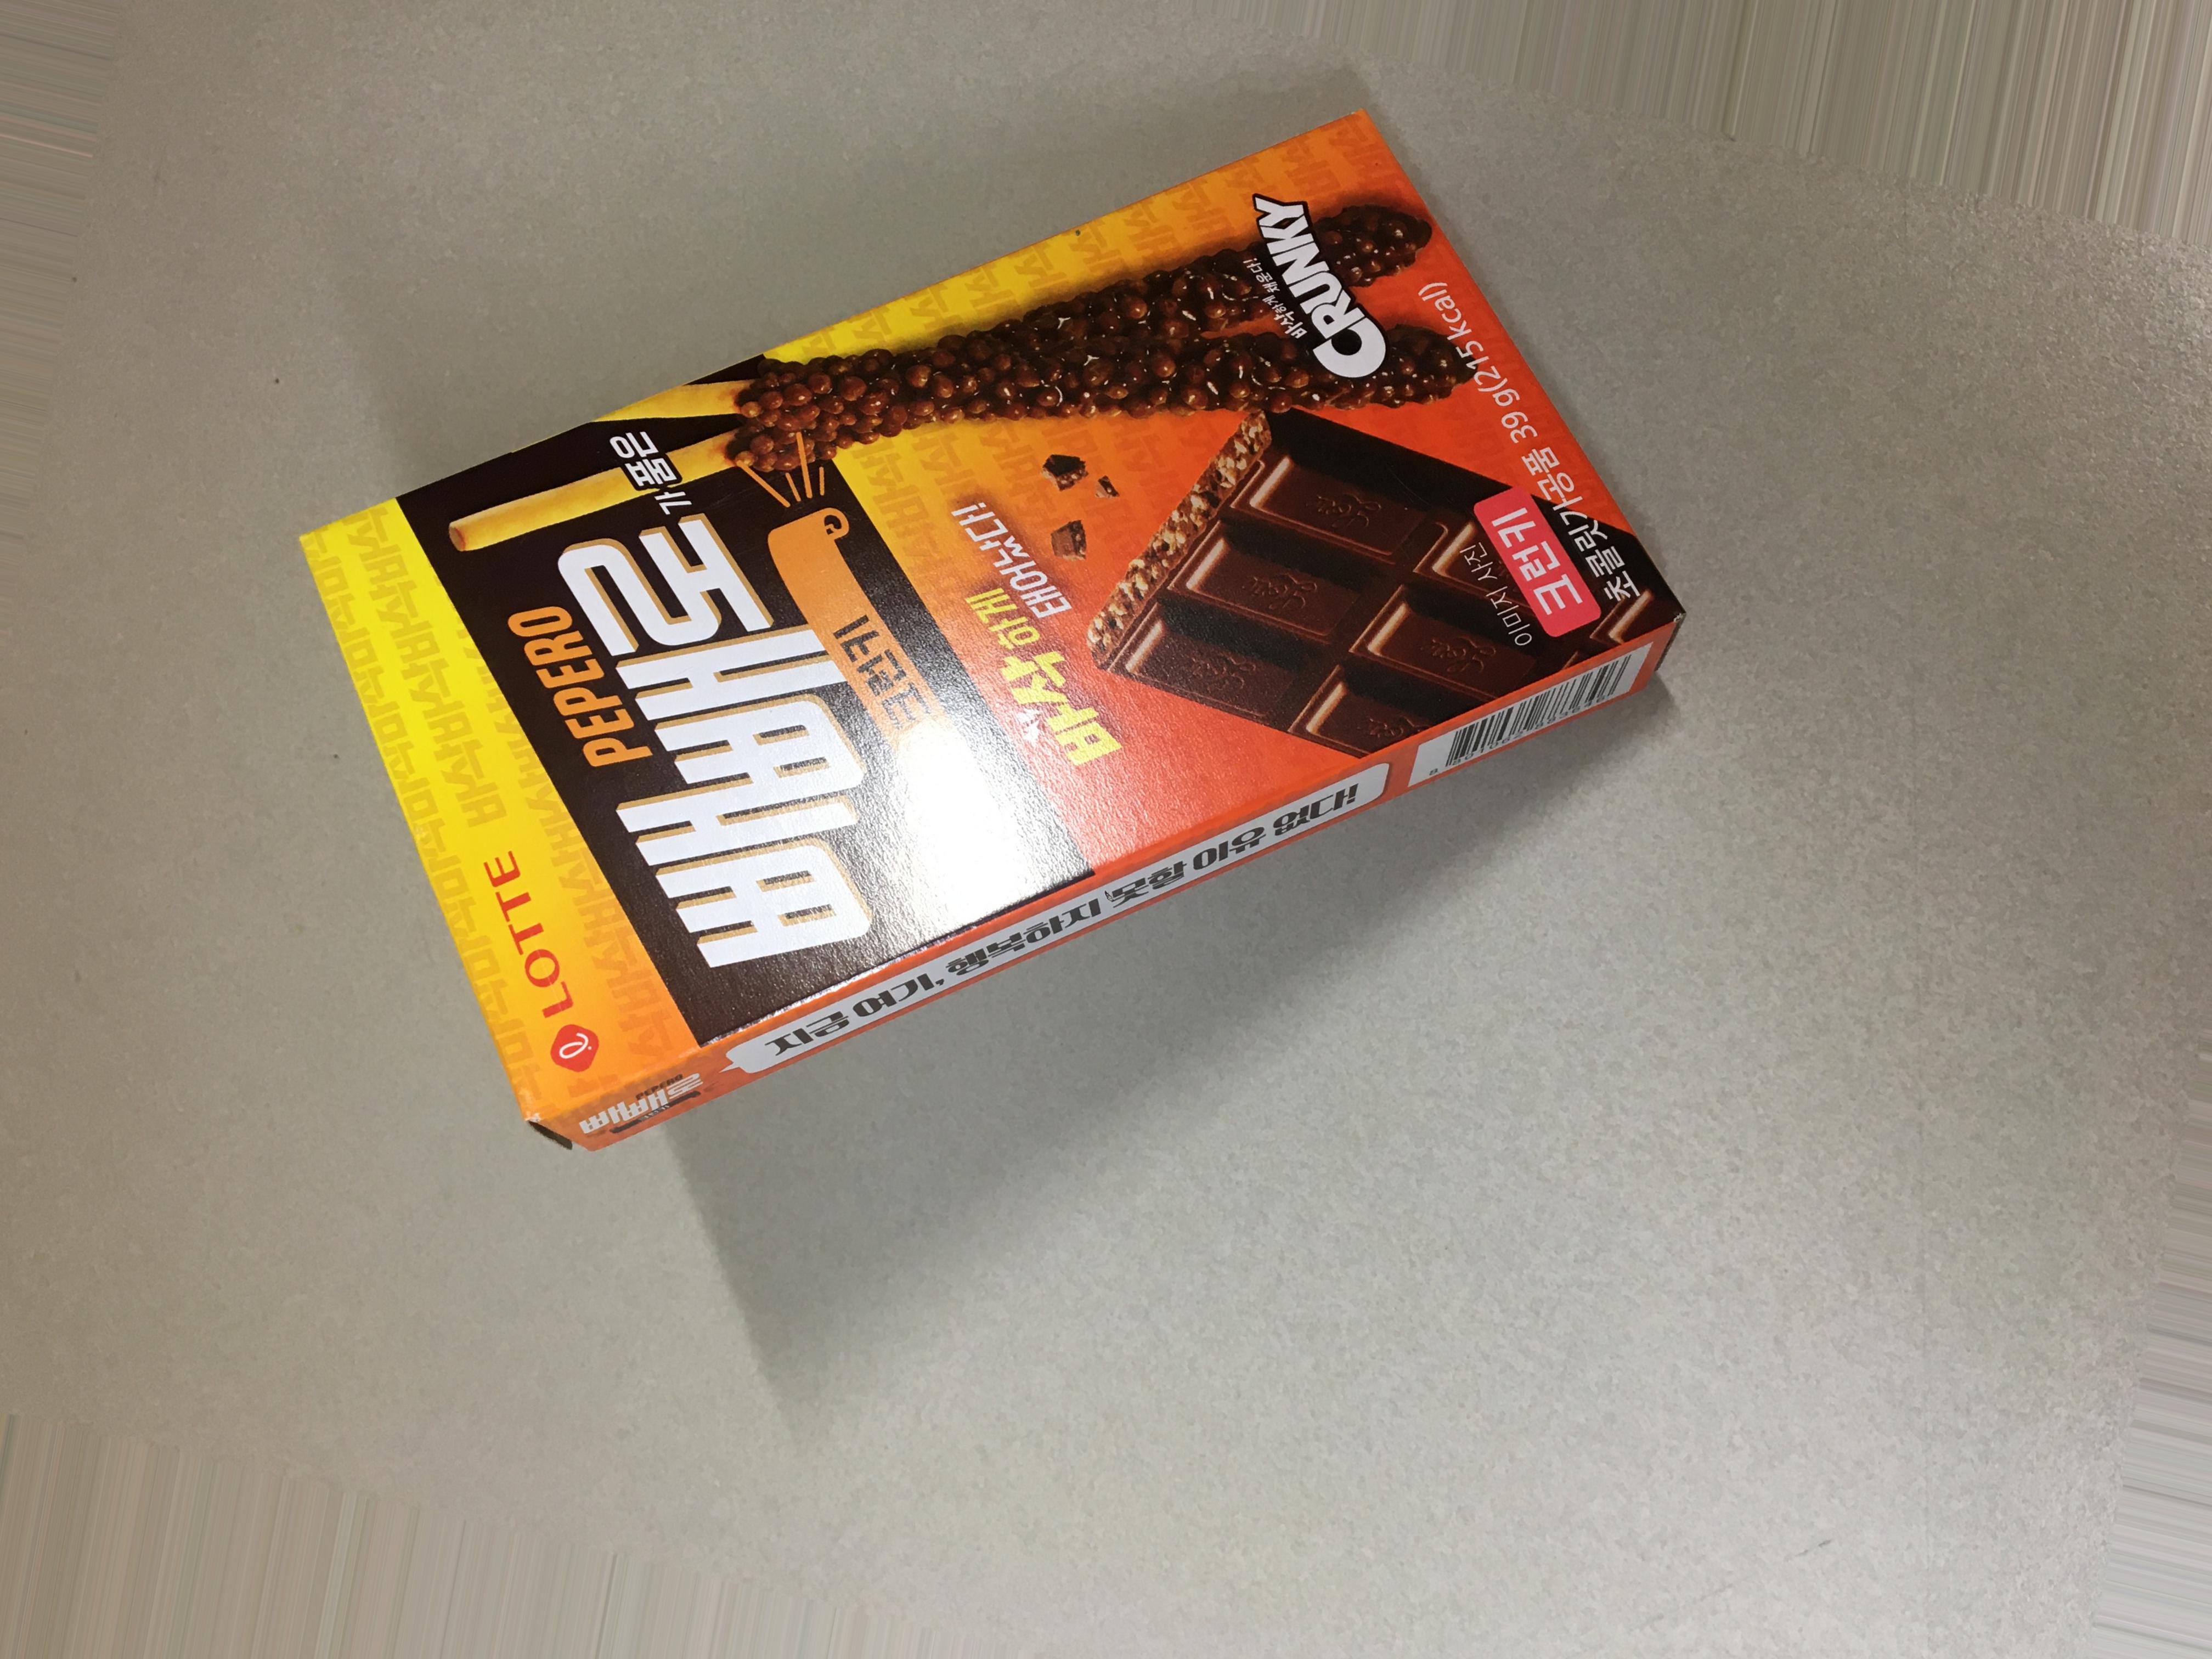 LOTTE
PEPERO
빼빼로
가 품은
크런키
바삭하게
태어났다!
바삭하게 채운다!
CRUNKY
이미지 사진
크런키
초콜릿가공품 39 g(215 kcal)
빼빼로
PEPERO
지금 여기, 행복하지 못할 이유 없다!